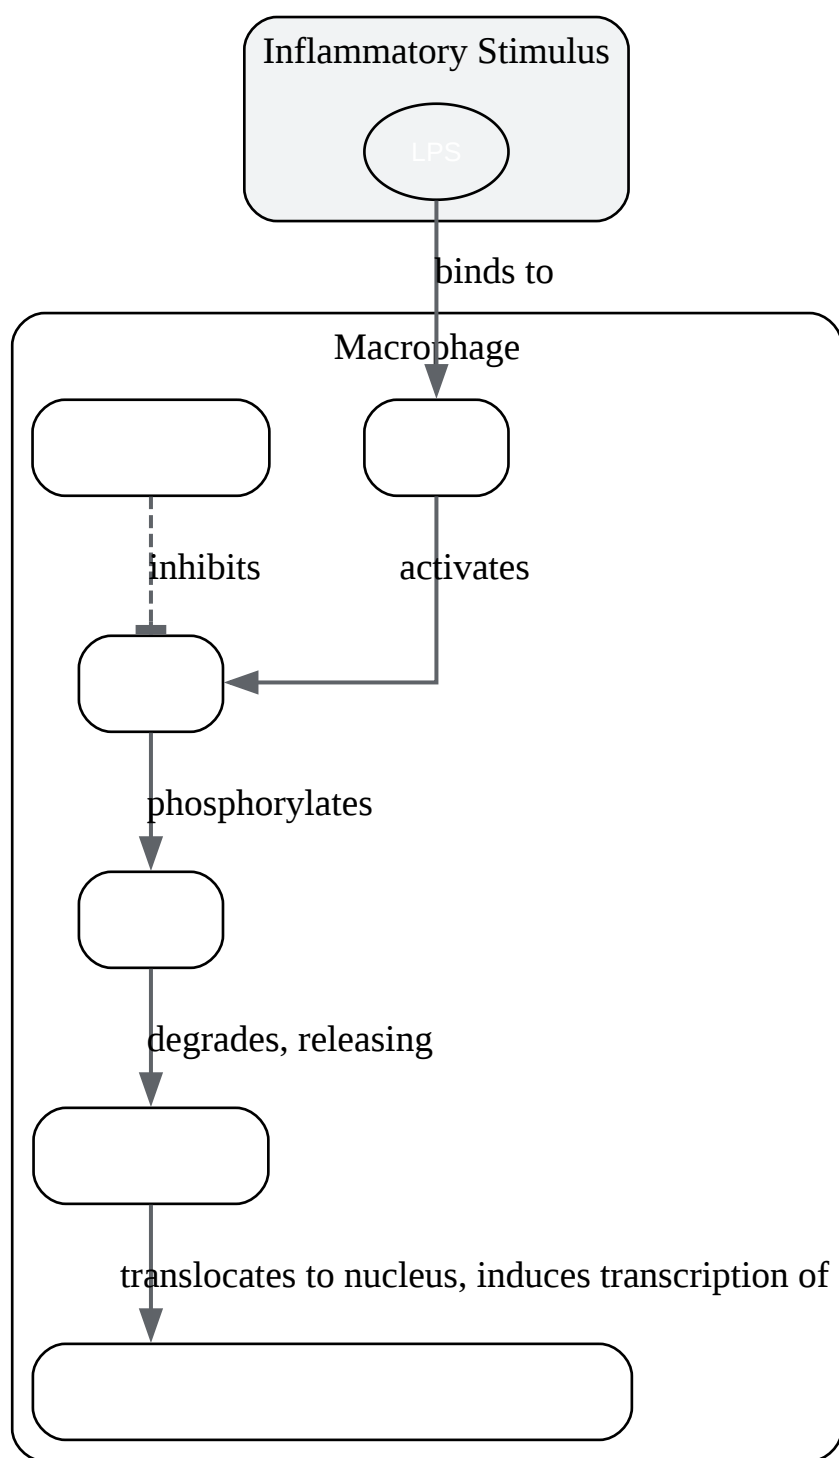 Inflammatory Stimulus
LPS
binds to
Macrophage
inhibits
activates
phosphorylates
degrades, releasing
translocates to nucleus, induces transcription of